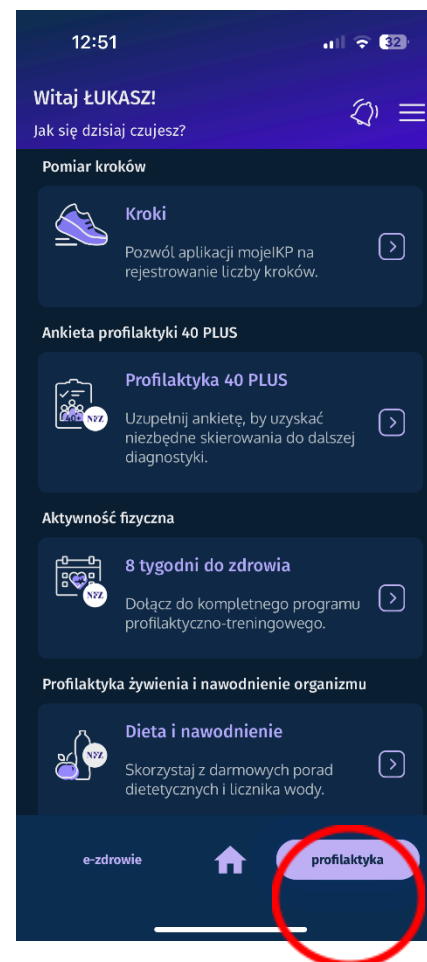 12:51
32
Witaj ŁUKASZ!
Jak się dzisiaj czujesz?
Pomiar kroków
Kroki
Pozwól aplikacji mojeIKP na
rejestrowanie liczby kroków.
Ankieta profilaktyki 40 PLUS
Profilaktyka 40 PLUS
NFZ
Uzupełnij ankietę, by uzyskać
niezbędne skierowania do dalszej
diagnostyki.
Aktywność fizyczna
8 tygodni do zdrowia
NFZ
Dołącz do kompletnego programu
profilaktyczno-treningowego.
Profilaktyka żywienia i nawodnienie organizmu
Dieta i nawodnienie
NFZ
Skorzystaj z darmowych porad
dietetycznych i licznika wody.
e-zdrowie
profilaktyka